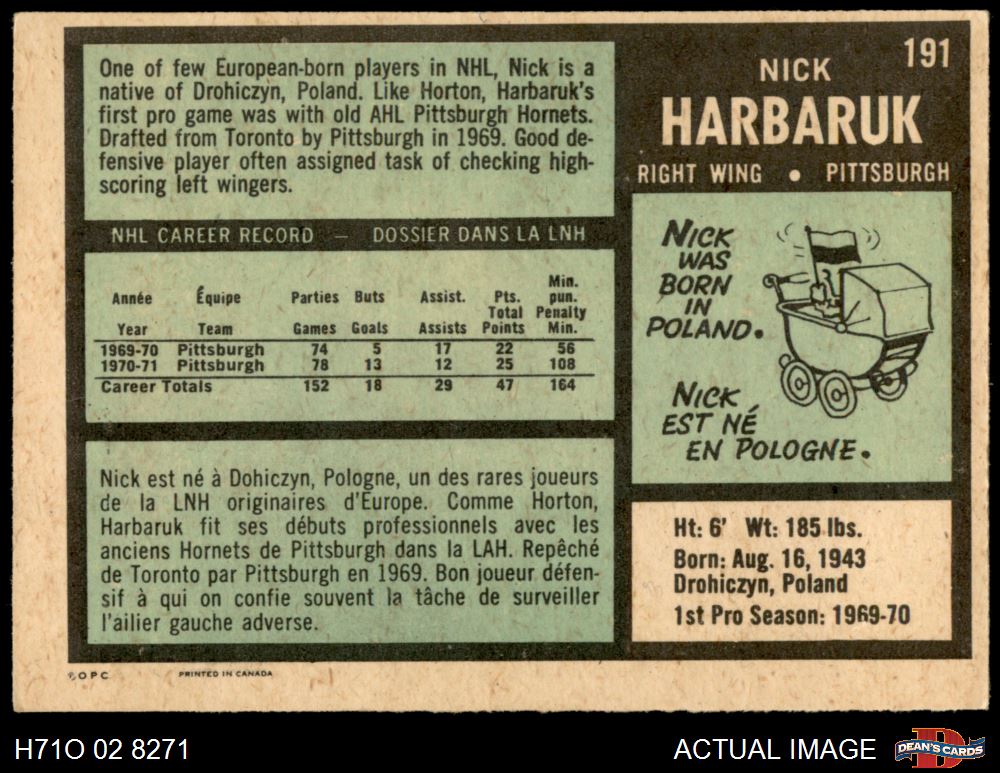 191
NICK
HARBARUK
RIGHT WING • PITTSBURGH
One of few European-born players in NHL, Nick is a
native of Drohiczyn, Poland. Like Horton, Harbaruk's
first pro game was with old AHL Pittsburgh Hornets.
Drafted from Toronto by Pittsburgh in 1969. Good de-
fensive player often assigned task of checking high-
scoring left wingers.
NHL CAREER RECORD — DOSSIER DANS LA LNH
Année Équipe Parties Buts Assist. Pts. Min. pun.
Year Team Games Goals Assists Total Points Penalty Min.
1969-70 Pittsburgh 74 5 17 22 56
1970-71 Pittsburgh 78 13 12 25 108
Career Totals 152 18 29 47 164
Nick est né à Dohiczyn, Pologne, un des rares joueurs
de la LNH originaires d'Europe. Comme Horton,
Harbaruk fit ses débuts professionnels avec les
anciens Hornets de Pittsburgh dans la LAH. Repêché
de Toronto par Pittsburgh en 1969. Bon joueur défen-
sif à qui on confie souvent la tâche de surveiller
l'ailier gauche adverse.
NICK
WAS
BORN
IN
POLAND.
NICK
EST NÉ
EN POLOGNE.
Ht: 6' Wt: 185 lbs.
Born: Aug. 16, 1943
Drohiczyn, Poland
1st Pro Season: 1969-70
O P C PRINTED IN CANADA
H71O 02 8271
ACTUAL IMAGE
D
DEAN'S CARDS